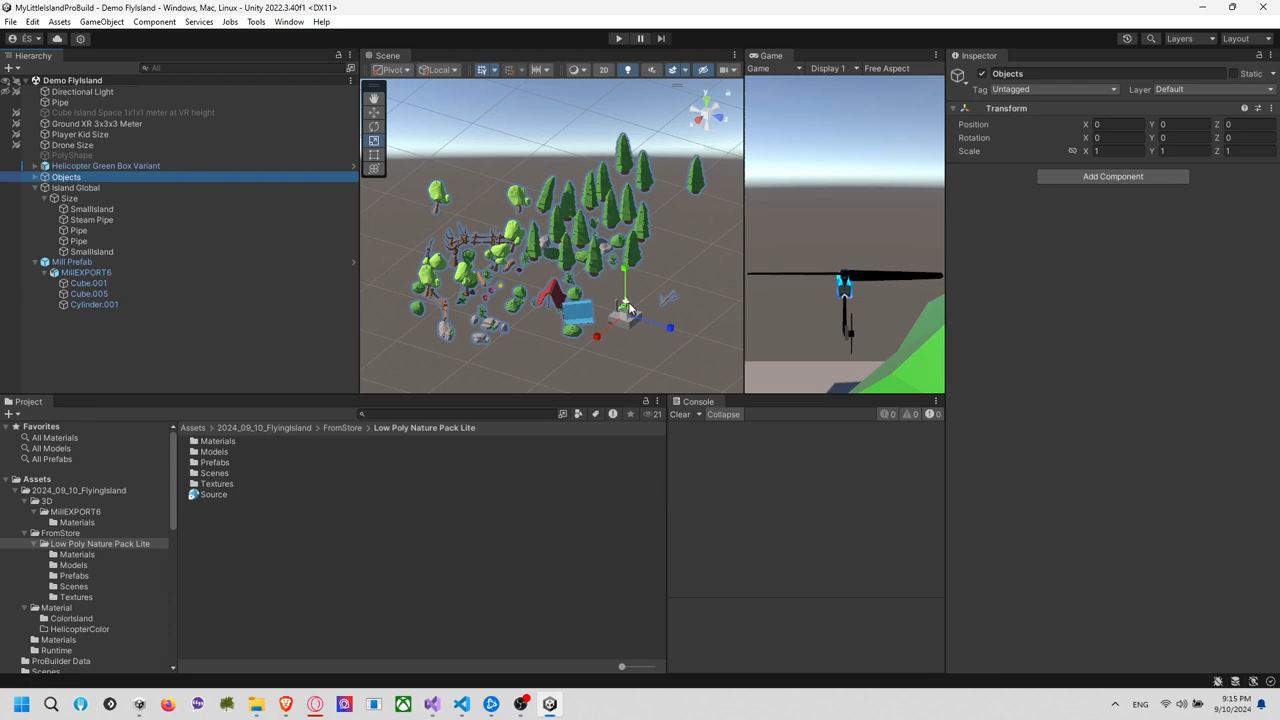 MyLittleIslandProBuild - Demo FlyIsland - Windows, Mac, Linux - Unity 2022.3.40f1 <DX11>
File Edit Assets GameObject Component Services Jobs Tools Window Help
ÉS Layers Layout
Hierarchy Scene Game Inspector
All Pivot Local 2D Game Display 1 Free Aspect Objects Static
Demo FlyIsland
Tag Untagged Layer Default
Directional Light
Pipe
Transform
Cube Island Space 1x1x1 meter at VR height
Ground XR 3x3x3 Meter
Position X 0 Y 0 Z 0
Player Kid Size
Rotation X 0 Y 0 Z 0
Drone Size
Scale X 1 Y 1 Z 1
PolyShape
Helicopter Green Box Variant
Objects
Add Component
Island Global
Size
SmallIsland
Steam Pipe
Pipe
Pipe
SmallIsland
Mill Prefab
MillEXPORT6
Cube.001
Cube.005
Cylinder.001
Project Console
21 Clear Collapse 0 0 0
Favorites
All Materials
All Models
All Prefabs
Assets
2024_09_10_FlyingIsland
3D
MillEXPORT6
Materials
FromStore
Low Poly Nature Pack Lite
Materials
Models
Prefabs
Scenes
Textures
Material
ColorIsland
HelicopterColor
Materials
Runtime
ProBuilder Data
Scenes
Assets 2024_09_10_FlyingIsland FromStore Low Poly Nature Pack Lite
Materials
Models
Prefabs
Scenes
Textures
Source
ENG 9:15 PM
9/10/2024